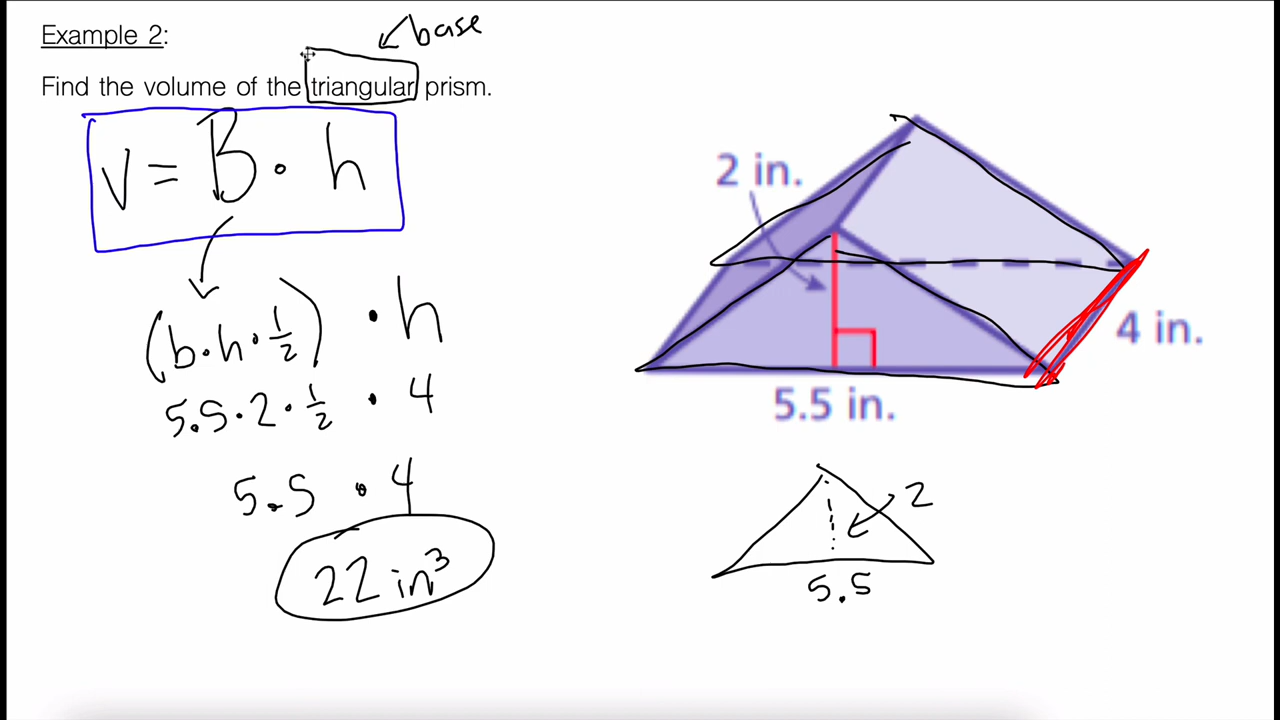 Example 2:
base
Find the volume of the triangular prism.
V = B · h
(b·h·1/2) · h
5.5·2·1/2 · 4
5.5 · 4
22 in³
2 in.
4 in.
5.5 in.
2
5.5